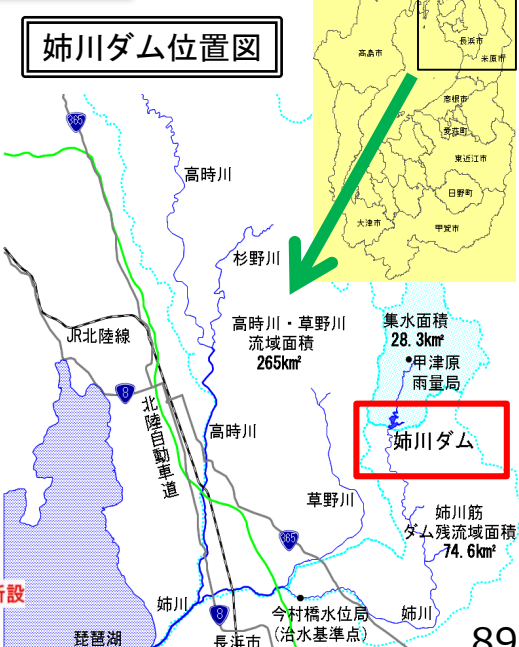 姉川ダム位置図
高島市
長浜市
米原市
彦根市
愛荘町
東近江市
日野町
大津市
甲賀市
365
高時川
杉野川
高時川・草野川
流域面積
265km²
集水面積
28.3km²
甲津原
雨量局
JR北陸線
8
北陸自動車道
高時川
姉川ダム
草野川
姉川筋
ダム残流域面積
74.6km²
365
新設
姉川
8
今村橋水位局
(治水基準点)
姉川
琵琶湖
長浜市
89